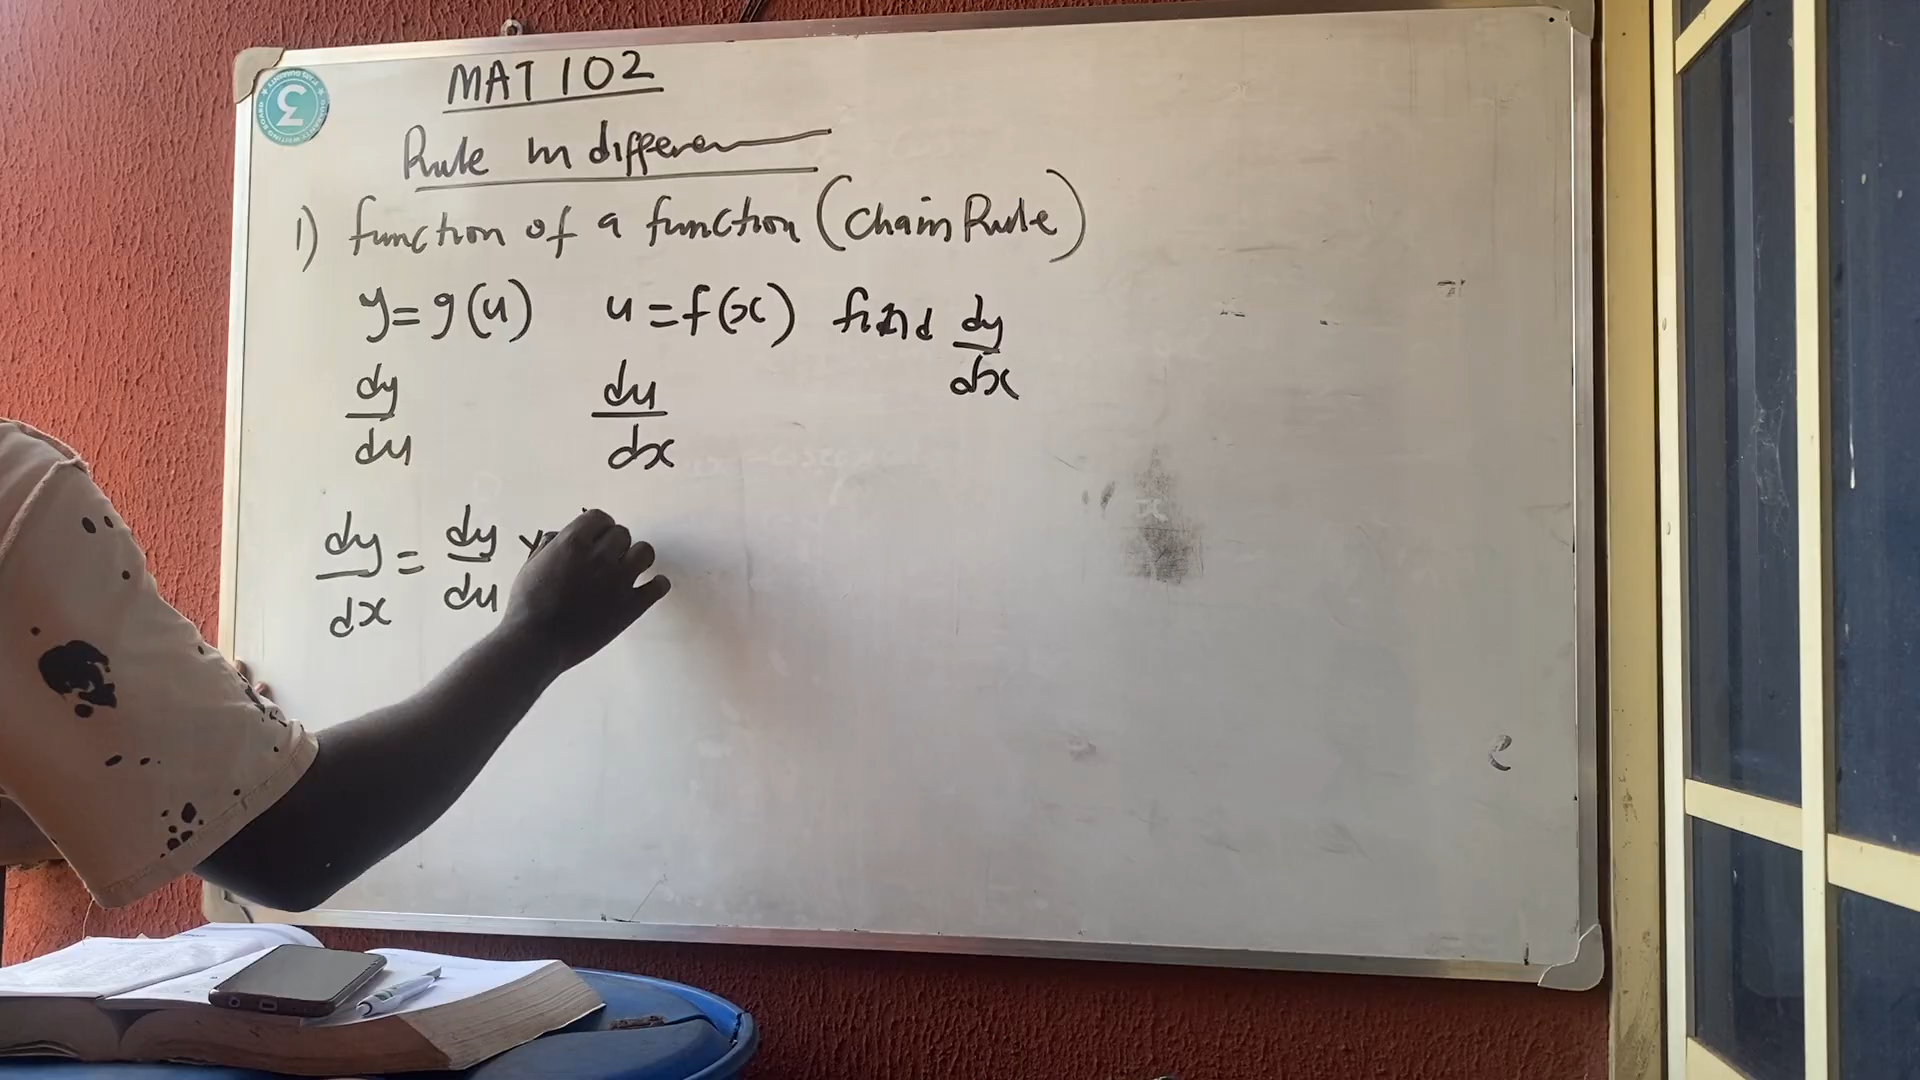 MAT 102
Rule in differen
1) function of a function (Chain Rule)
y = g(u) u = f(x) find dy/dx
dy/du du/dx
dy/dx = dy/du ×
3